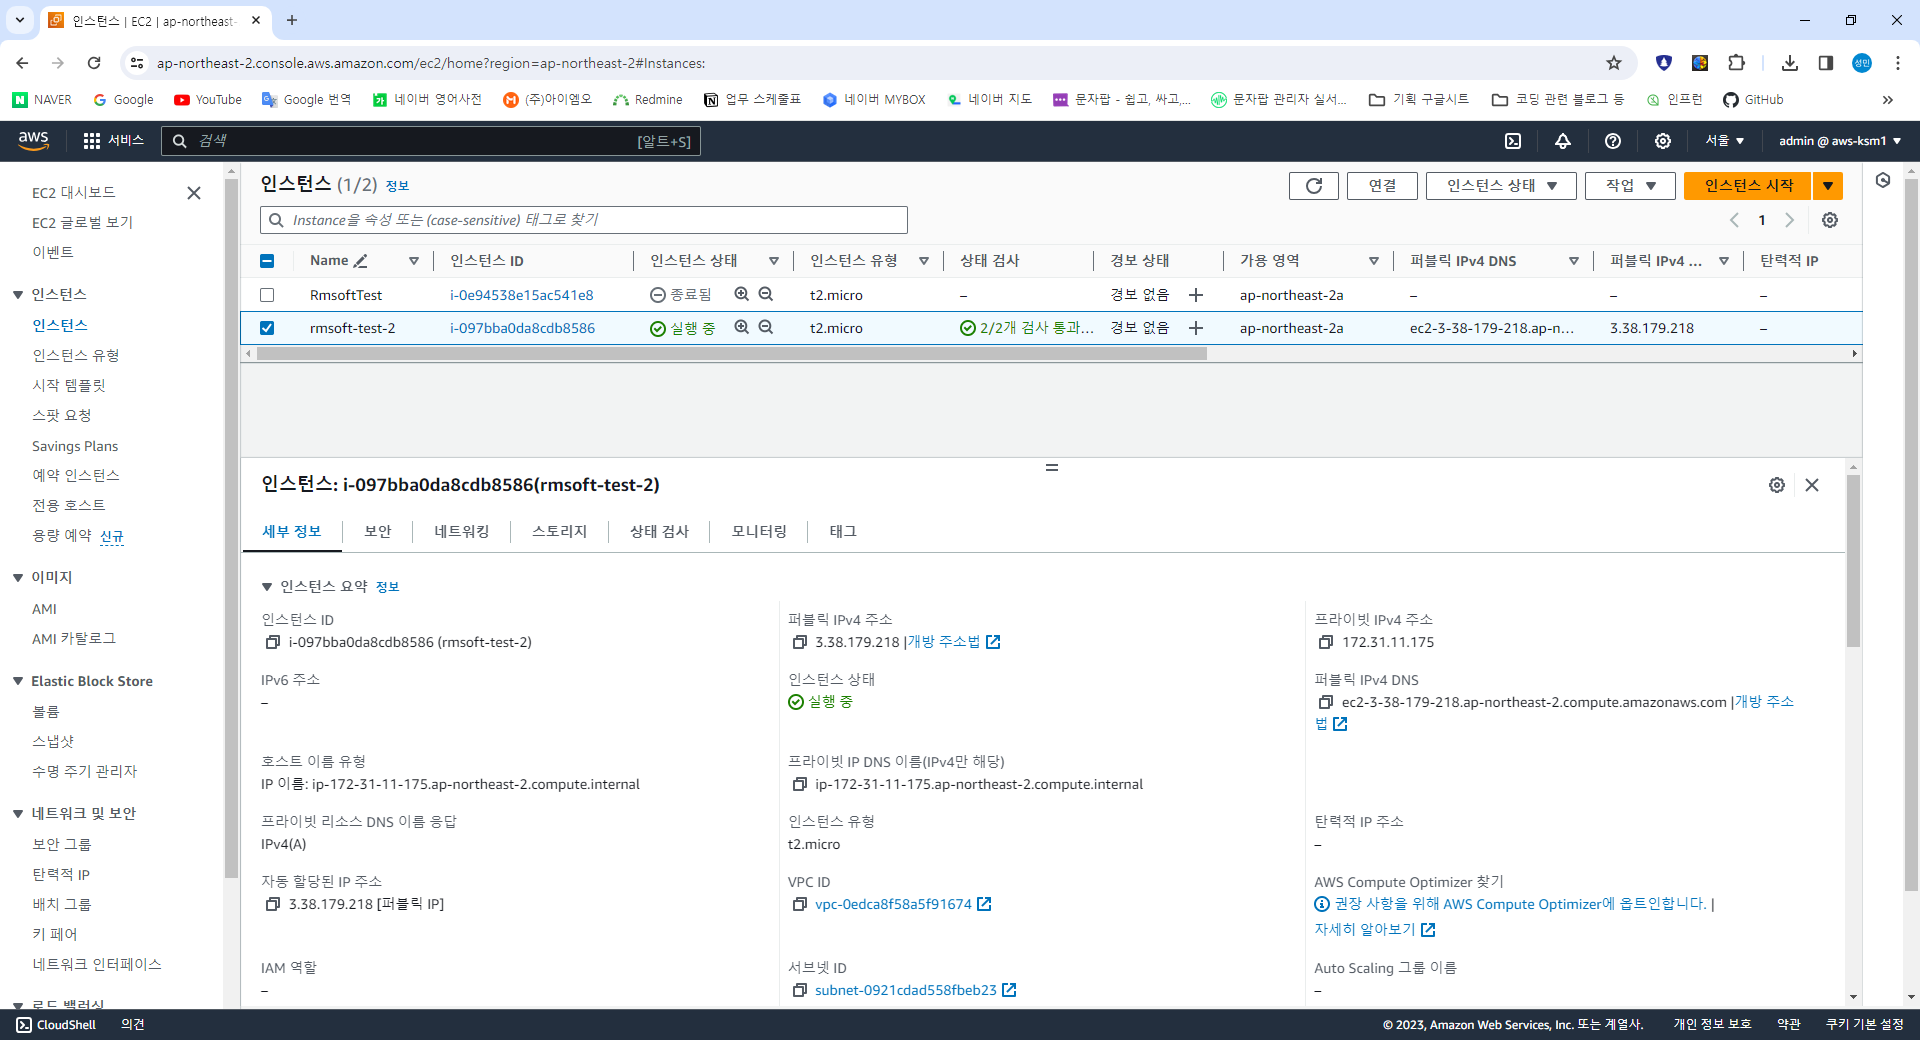 인스턴스 | EC2 | ap-northeast-
ap-northeast-2.console.aws.amazon.com/ec2/home?region=ap-northeast-2#Instances:
성민
NAVER Google YouTube Google 번역 네이버 영어사전 (주)아이엠오 Redmine 업무 스케줄표 네이버 MYBOX 네이버 지도 문자팝 - 쉽고, 싸고,... 문자팝 관리자 실서... 기획 구글시트 코딩 관련 블로그 등 인프런 GitHub
aws 서비스 검색 [알트+S] 서울 admin @ aws-ksm1
EC2 대시보드
EC2 글로벌 보기
이벤트
인스턴스
인스턴스
인스턴스 유형
시작 템플릿
스팟 요청
Savings Plans
예약 인스턴스
전용 호스트
용량 예약 신규
이미지
AMI
AMI 카탈로그
Elastic Block Store
볼륨
스냅샷
수명 주기 관리자
네트워크 및 보안
보안 그룹
탄력적 IP
배치 그룹
키 페어
네트워크 인터페이스
로드 밸런싱
인스턴스 (1/2) 정보
연결 인스턴스 상태 작업 인스턴스 시작
Instance을 속성 또는 (case-sensitive) 태그로 찾기
1
Name 인스턴스 ID 인스턴스 상태 인스턴스 유형 상태 검사 경보 상태 가용 영역 퍼블릭 IPv4 DNS 퍼블릭 IPv4 ... 탄력적 IP
RmsoftTest i-0e94538e15ac541e8 종료됨 t2.micro – 경보 없음 ap-northeast-2a – – –
rmsoft-test-2 i-097bba0da8cdb8586 실행 중 t2.micro 2/2개 검사 통과... 경보 없음 ap-northeast-2a ec2-3-38-179-218.ap-n... 3.38.179.218 –
인스턴스: i-097bba0da8cdb8586(rmsoft-test-2)
세부 정보 보안 네트워킹 스토리지 상태 검사 모니터링 태그
인스턴스 요약 정보
인스턴스 ID
i-097bba0da8cdb8586 (rmsoft-test-2)
퍼블릭 IPv4 주소
3.38.179.218 |개방 주소법
프라이빗 IPv4 주소
172.31.11.175
IPv6 주소
–
인스턴스 상태
실행 중
퍼블릭 IPv4 DNS
ec2-3-38-179-218.ap-northeast-2.compute.amazonaws.com |개방 주소
법
호스트 이름 유형
IP 이름: ip-172-31-11-175.ap-northeast-2.compute.internal
프라이빗 IP DNS 이름(IPv4만 해당)
ip-172-31-11-175.ap-northeast-2.compute.internal
프라이빗 리소스 DNS 이름 응답
IPv4(A)
인스턴스 유형
t2.micro
탄력적 IP 주소
–
자동 할당된 IP 주소
3.38.179.218 [퍼블릭 IP]
VPC ID
vpc-0edca8f58a5f91674
AWS Compute Optimizer 찾기
권장 사항을 위해 AWS Compute Optimizer에 옵트인합니다. |
자세히 알아보기
IAM 역할
–
서브넷 ID
subnet-0921cdad558fbeb23
Auto Scaling 그룹 이름
–
CloudShell 의견 © 2023, Amazon Web Services, Inc. 또는 계열사. 개인 정보 보호 약관 쿠키 기본 설정